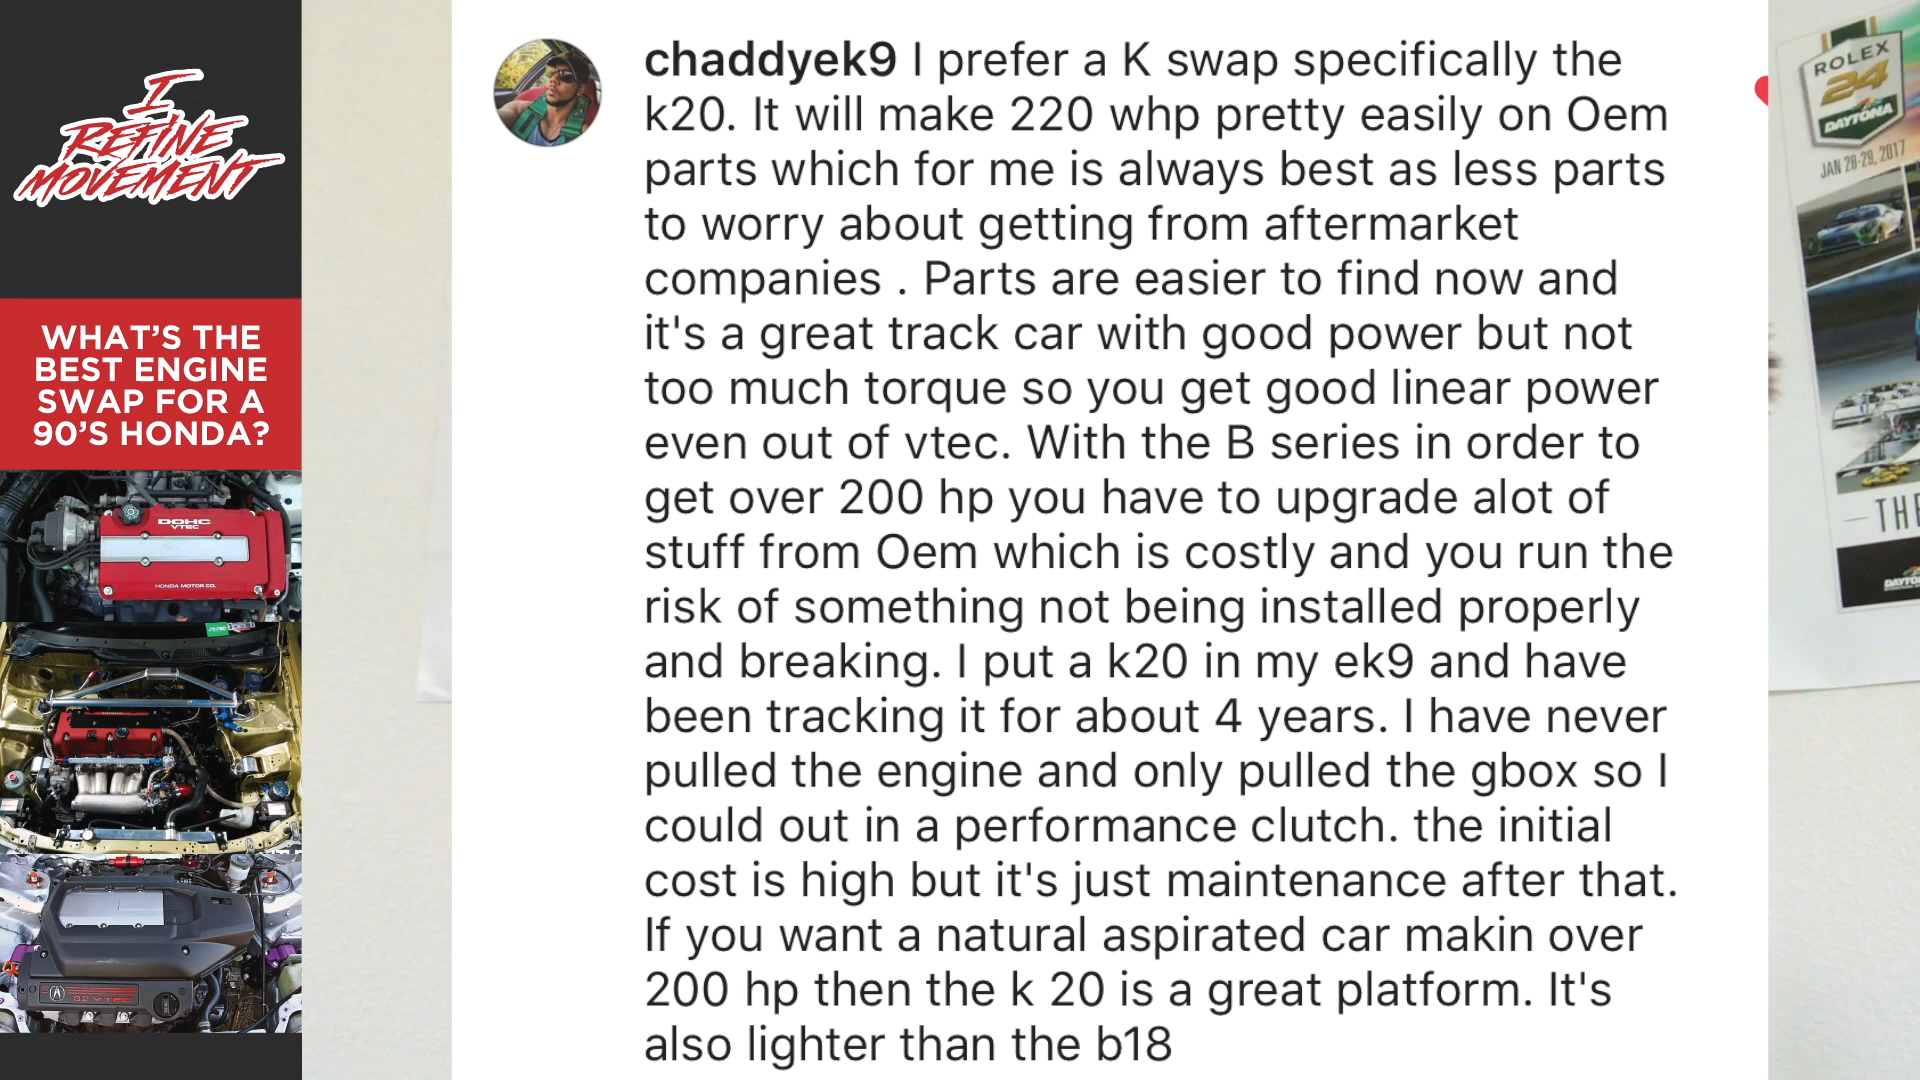 I
REFINE
MOVEMENT
WHAT'S THE
BEST ENGINE
SWAP FOR A
90'S HONDA?
DOHC
VTEC
HONDA MOTOR CO.
3.2 VTEC
chaddyek9 I prefer a K swap specifically the
k20. It will make 220 whp pretty easily on Oem
parts which for me is always best as less parts
to worry about getting from aftermarket
companies . Parts are easier to find now and
it's a great track car with good power but not
too much torque so you get good linear power
even out of vtec. With the B series in order to
get over 200 hp you have to upgrade alot of
stuff from Oem which is costly and you run the
risk of something not being installed properly
and breaking. I put a k20 in my ek9 and have
been tracking it for about 4 years. I have never
pulled the engine and only pulled the gbox so I
could out in a performance clutch. the initial
cost is high but it's just maintenance after that.
If you want a natural aspirated car makin over
200 hp then the k 20 is a great platform. It's
also lighter than the b18
ROLEX
24
DAYTONA
JAN 28-29, 2017
THE